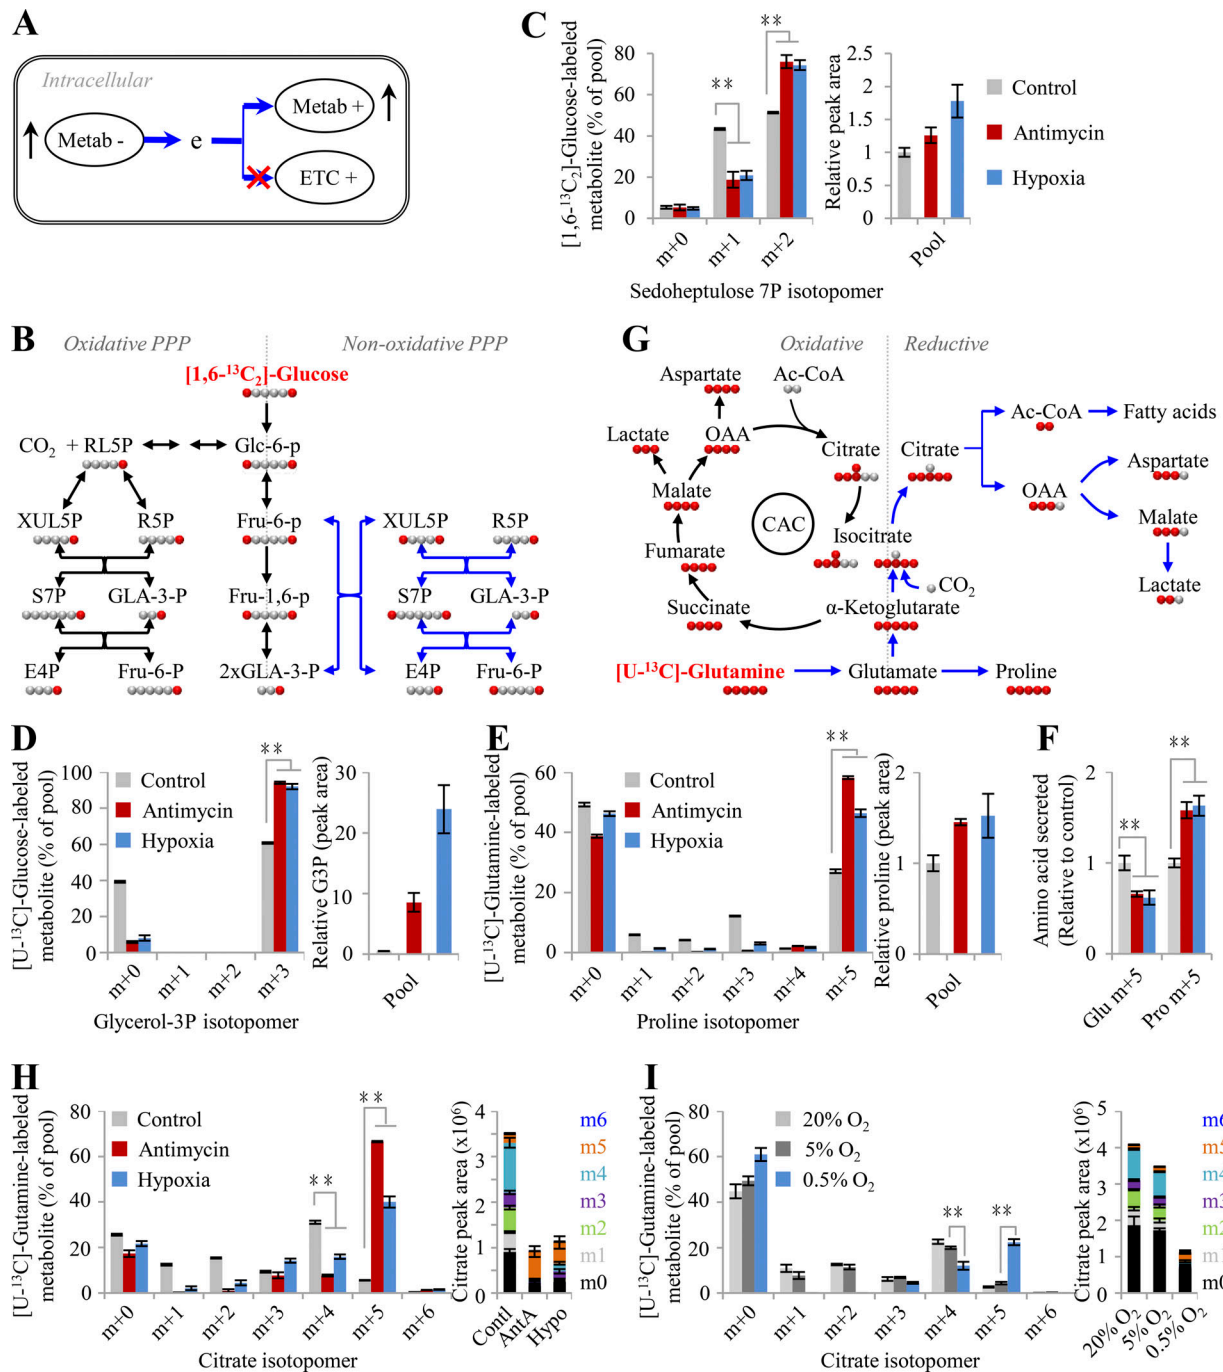 A
Intracellular
Metab -
e
Metab +
ETC +
C
[1,6-¹³C₂]-Glucose-labeled
metabolite (% of pool)
80
60
40
20
0
**
**
m+0
m+1
m+2
Sedoheptulose 7P isotopomer
Relative peak area
2.5
2
1.5
1
0.5
0
Pool
Control
Antimycin
Hypoxia
B
Oxidative PPP
Non-oxidative PPP
[1,6-¹³C₂]-Glucose
CO₂ + RL5P
Glc-6-p
XUL5P
R5P
Fru-6-p
XUL5P
R5P
S7P
GLA-3-P
Fru-1,6-p
S7P
GLA-3-P
E4P
Fru-6-P
2xGLA-3-P
E4P
Fru-6-P
G
Oxidative
Reductive
Aspartate
Ac-CoA
Lactate
OAA
Citrate
Malate
CAC
Isocitrate
Fumarate
Succinate
α-Ketoglutarate
CO₂
Citrate
Ac-CoA
Fatty acids
OAA
Aspartate
Malate
Lactate
[U-¹³C]-Glutamine
Glutamate
Proline
D
[U-¹³C]-Glucose-labeled
metabolite (% of pool)
100
80
60
40
20
0
Control
Antimycin
Hypoxia
**
m+0
m+1
m+2
m+3
Glycerol-3P isotopomer
Relative G3P (peak area)
30
20
10
0
Pool
E
[U-¹³C]-Glutamine-labeled
metabolite (% of pool)
60
40
20
0
Control
Antimycin
Hypoxia
**
m+0
m+1
m+2
m+3
m+4
m+5
Proline isotopomer
Relative proline (peak area)
2
1
0
Pool
F
Amino acid secreted
(Relative to control)
2
1
0
**
**
Glu m+5
Pro m+5
H
[U-¹³C]-Gutamine-labeled
metabolite (% of pool)
80
60
40
20
0
Control
Antimycin
Hypoxia
**
**
m+0
m+1
m+2
m+3
m+4
m+5
m+6
Citrate isotopomer
Citrate peak area (x10⁶)
4
3
2
1
0
Contl
AntA
Hypo
m6
m5
m4
m3
m2
m1
m0
I
[U-¹³C]-Gutamine-labeled
metabolite (% of pool)
80
60
40
20
0
20% O₂
5% O₂
0.5% O₂
**
**
m+0
m+1
m+2
m+3
m+4
m+5
m+6
Citrate isotopomer
Citrate peak area (x10⁶)
5
4
3
2
1
0
20% O₂
5% O₂
0.5% O₂